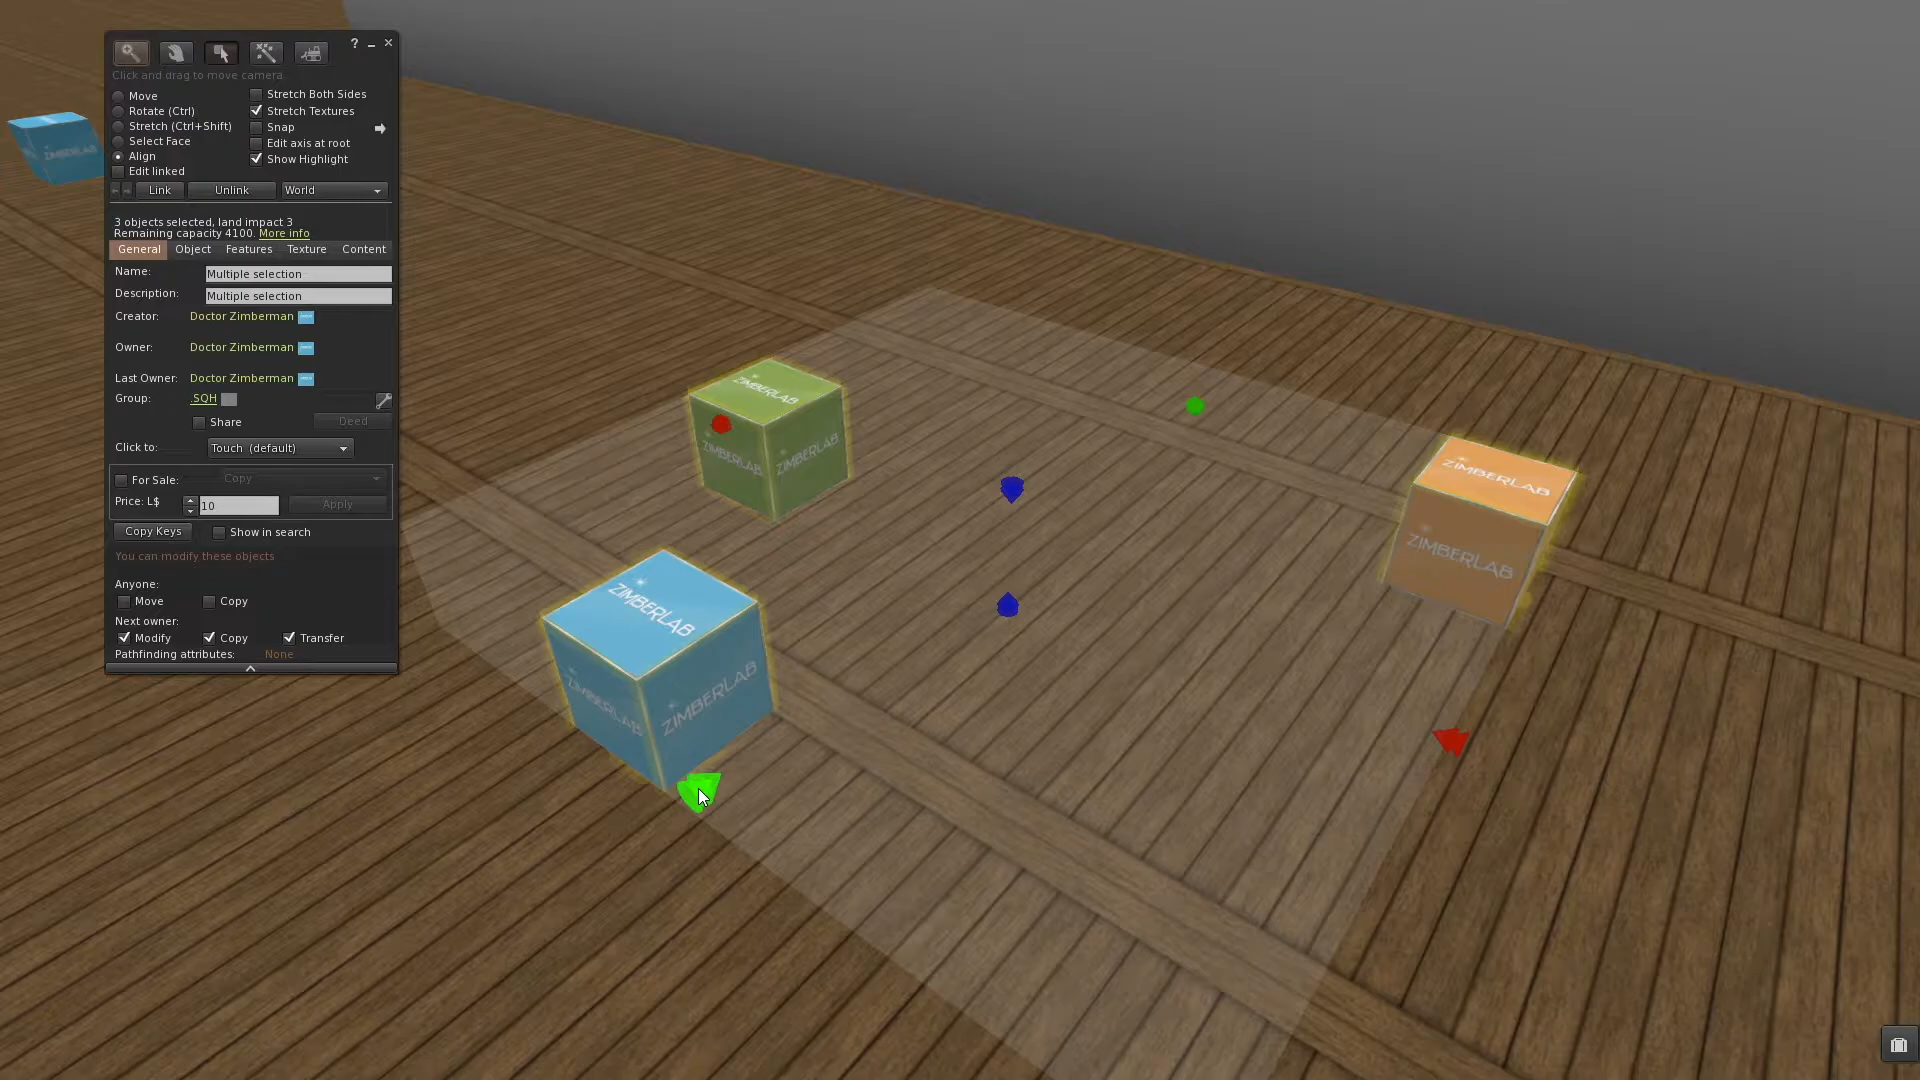 ?
Click and drag to move camera
Move
Stretch Both Sides
Rotate (Ctrl)
Stretch Textures
Stretch (Ctrl+Shift)
Snap
Select Face
Edit axis at root
Align
Show Highlight
Edit linked
Link
Unlink
World
3 objects selected, land impact 3
Remaining capacity 4100. More info
General Object Features Texture Content
Name: Multiple selection
Description: Multiple selection
Creator: Doctor Zimberman
Owner: Doctor Zimberman
Last Owner: Doctor Zimberman
Group: .SQH
Share
Deed
Click to: Touch (default)
For Sale: Copy
Price: L$ 10 Apply
Copy Keys
Show in search
You can modify these objects
Anyone:
Move Copy
Next owner:
Modify Copy Transfer
Pathfinding attributes: None
ZIMBERLAB
ZIMBERLAB
ZIMBERLAB
ZIMBERLAB
ZIMBERLAB
ZIMBERLAB
ZIMBERLAB
ZIMBERLAB
ZIMBERLAB